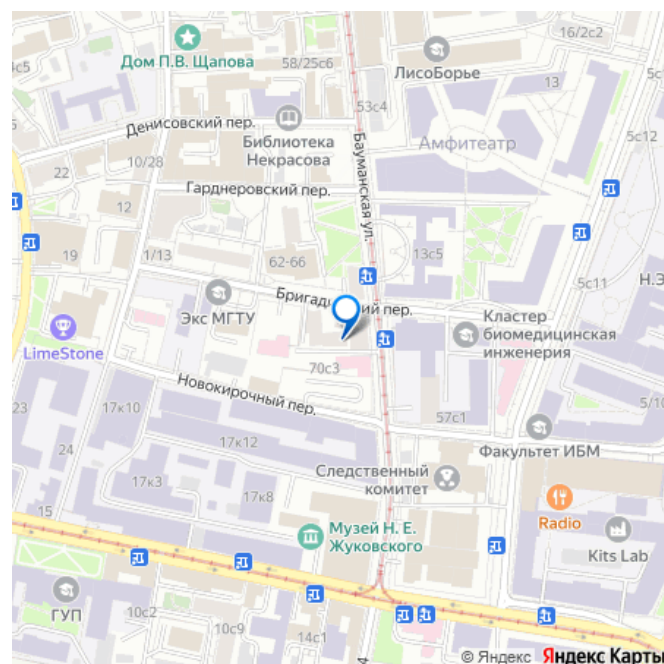 16/2с2
4с5
Дом П.В. Щапова
58/25с6
ЛисоБорье
13
53с4
Денисовский пер.
Библиотека
Некрасова
Амфитеатр
5с12
22
10/28
Бауманская ул.
Гарднеровский пер.
12
19
1/13
62-66
13с5
5с11
Н.Э
Бригадирский пер.
Экс МГТУ
Кластер
биомедицинская
инженерия
LimeStone
70с3
Новокирочный пер.
23
17к10
57с1
5/10
24
17к12
Факультет ИБМ
Следственный
комитет
17к3
17к8
15
Radio
Музей Н. Е.
Жуковского
Kits Lab
ГУП
10с2
10с9
14с1
4
© Яндекс Яндекс Карты